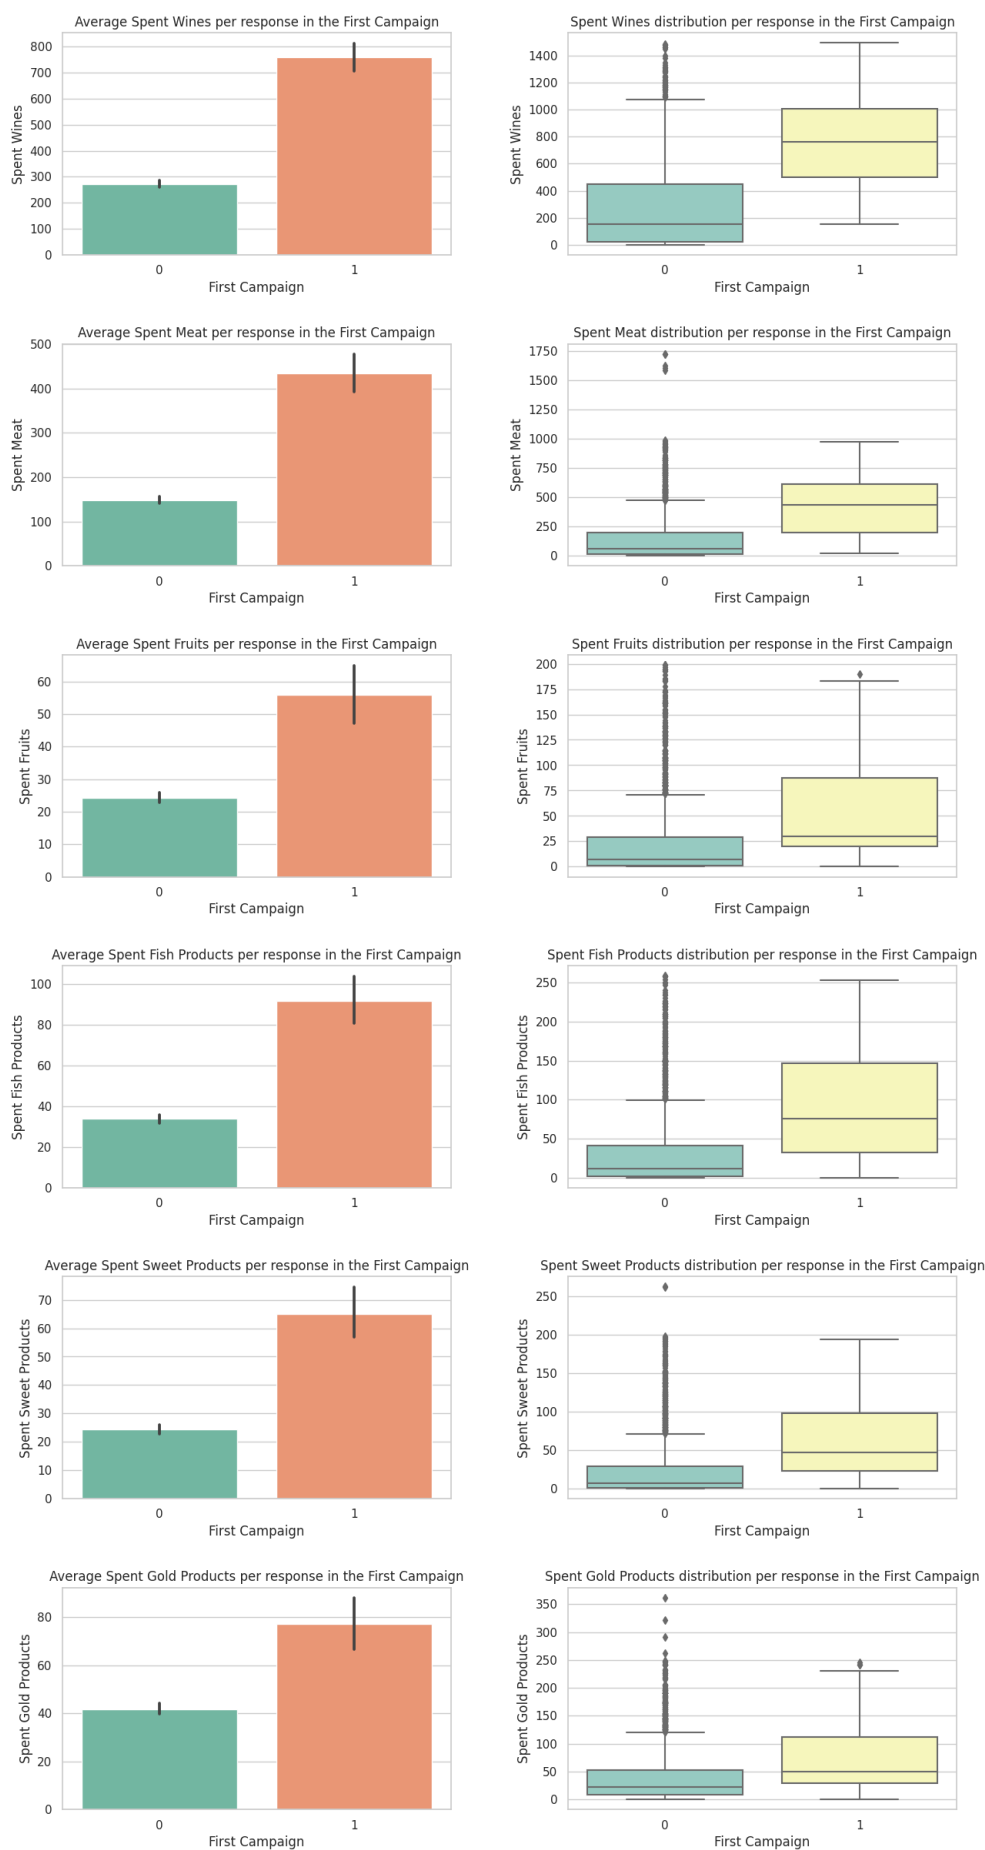 Average Spent Wines per response in the First Campaign
800
700
600
500
400
300
200
100
0
Spent Wines
0 1
First Campaign
Spent Wines distribution per response in the First Campaign
1400
1200
1000
800
600
400
200
0
Spent Wines
0 1
First Campaign
Average Spent Meat per response in the First Campaign
500
400
300
200
100
0
Spent Meat
0 1
First Campaign
Spent Meat distribution per response in the First Campaign
1750
1500
1250
1000
750
500
250
0
Spent Meat
0 1
First Campaign
Average Spent Fruits per response in the First Campaign
60
50
40
30
20
10
0
Spent Fruits
0 1
First Campaign
Spent Fruits distribution per response in the First Campaign
200
175
150
125
100
75
50
25
0
Spent Fruits
0 1
First Campaign
Average Spent Fish Products per response in the First Campaign
100
80
60
40
20
0
Spent Fish Products
0 1
First Campaign
Spent Fish Products distribution per response in the First Campaign
250
200
150
100
50
0
Spent Fish Products
0 1
First Campaign
Average Spent Sweet Products per response in the First Campaign
70
60
50
40
30
20
10
0
Spent Sweet Products
0 1
First Campaign
Spent Sweet Products distribution per response in the First Campaign
250
200
150
100
50
0
Spent Sweet Products
0 1
First Campaign
Average Spent Gold Products per response in the First Campaign
80
60
40
20
0
Spent Gold Products
0 1
First Campaign
Spent Gold Products distribution per response in the First Campaign
350
300
250
200
150
100
50
0
Spent Gold Products
0 1
First Campaign